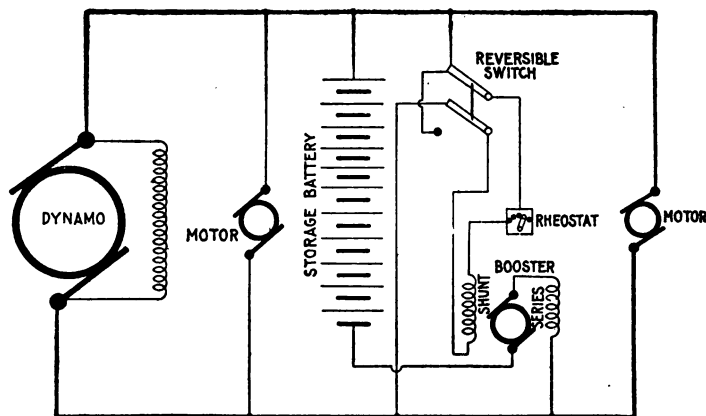 REVERSIBLE
SWITCH
DYNAMO
MOTOR
STORAGE BATTERY
RHEOSTAT
MOTOR
BOOSTER
SHUNT
SERIES